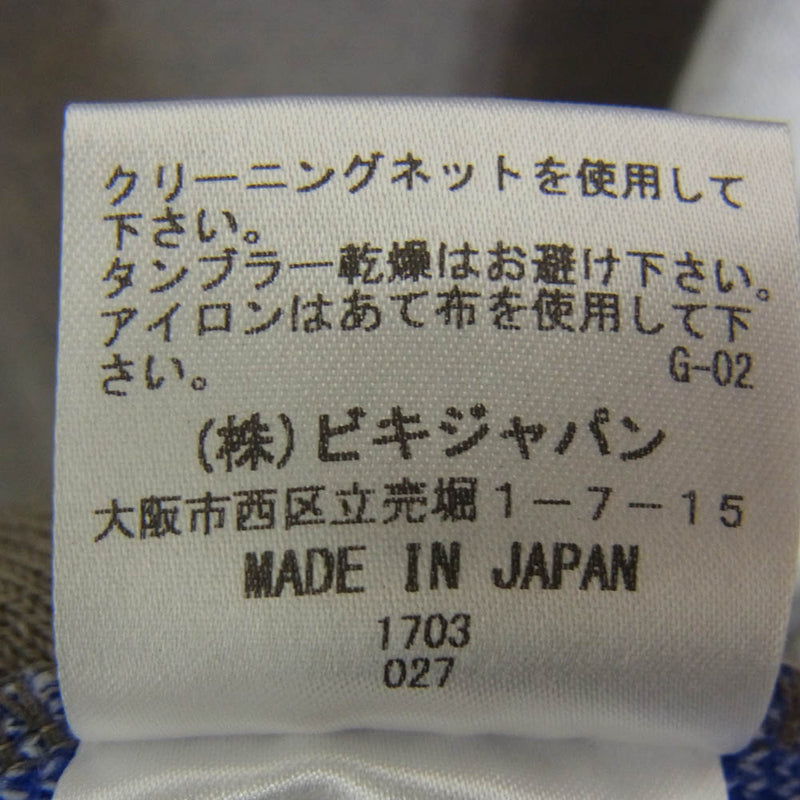 クリーニングネットを使用して
下さい。
タンブラー乾燥はお避け下さい。
アイロンはあて布を使用して下
さい。 G-02
(株)ビキジャパン
大阪市西区立売堀1-7-15
MADE IN JAPAN
1703
027